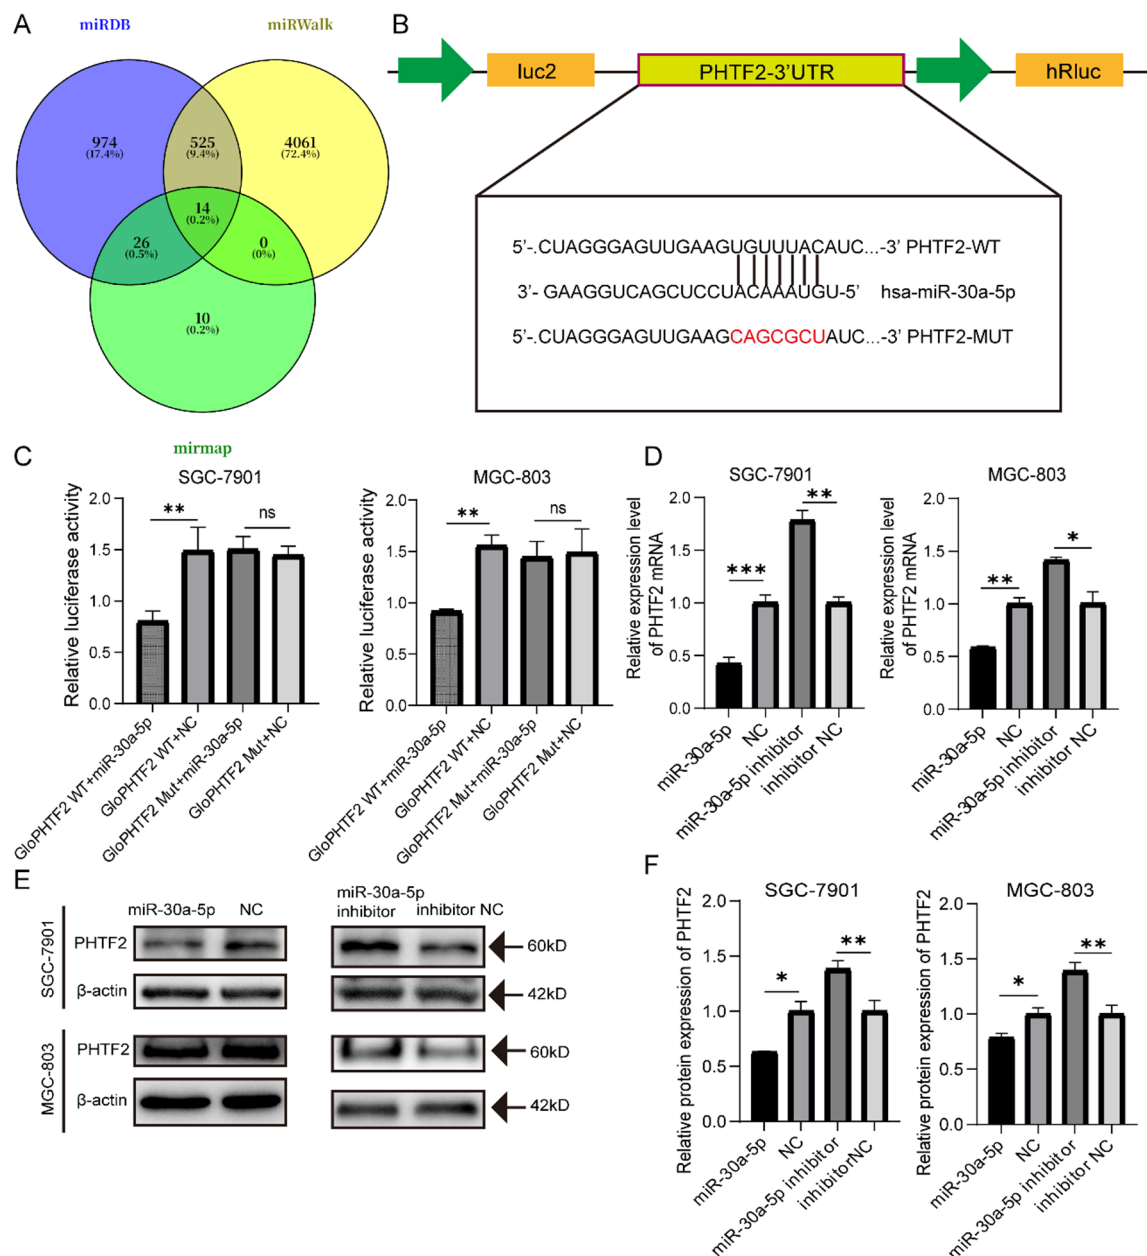 A
miRDB
miRWalk
974
(17.4%)
525
(9.4%)
4061
(72.4%)
14
(0.2%)
26
(0.5%)
0
(0%)
10
(0.2%)
mirmap
B
luc2
PHTF2-3'UTR
hRluc
5'-.CUAGGGAGUUGAAGUGUUUACAUC...-3' PHTF2-WT
3'- GAAGGUCAGCUCCUACAAAUGU-5' hsa-miR-30a-5p
5'-.CUAGGGAGUUGAAGCAGCGCUAUC...-3' PHTF2-MUT
C
SGC-7901
Relative luciferase activity
2.0
1.5
1.0
0.5
0.0
**
ns
GloPHTF2 WT+miR-30a-5p
GloPHTF2 WT+NC
GloPHTF2 Mut+miR-30a-5p
GloPHTF2 Mut+NC
MGC-803
Relative luciferase activity
2.0
1.5
1.0
0.5
0.0
**
ns
GloPHTF2 WT+miR-30a-5p
GloPHTF2 WT+NC
GloPHTF2 Mut+miR-30a-5p
GloPHTF2 Mut+NC
D
SGC-7901
Relative expression level
of PHTF2 mRNA
2.0
1.5
1.0
0.5
0.0
***
**
miR-30a-5p
NC
miR-30a-5p inhibitor
inhibitor NC
MGC-803
Relative expression level
of PHTF2 mRNA
2.0
1.5
1.0
0.5
0.0
**
*
miR-30a-5p
NC
miR-30a-5p inhibitor
inhibitor NC
E
miR-30a-5p NC
miR-30a-5p
inhibitor inhibitor NC
SGC-7901
PHTF2
60kD
β-actin
42kD
MGC-803
PHTF2
60kD
β-actin
42kD
F
SGC-7901
Relative protein expression of PHTF2
2.0
1.5
1.0
0.5
0.0
*
**
miR-30a-5p
NC
miR-30a-5p inhibitor
inhibitorNC
MGC-803
Relative protein expression of PHTF2
2.0
1.5
1.0
0.5
0.0
*
**
miR-30a-5p
NC
miR-30a-5p inhibitor
inhibitor NC